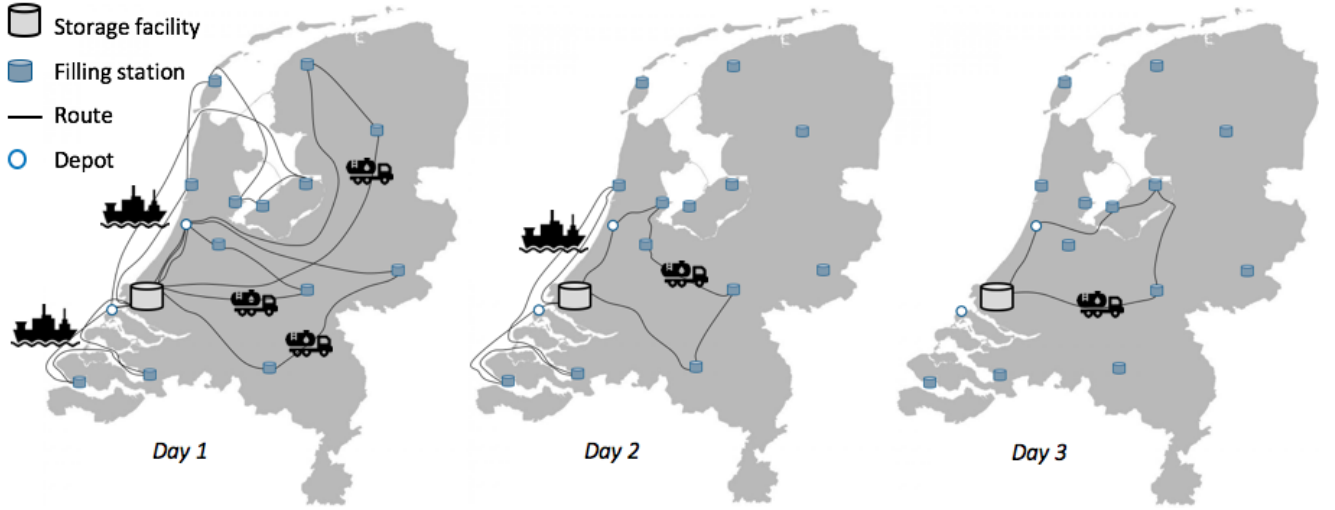 Storage facility
Filling station
Route
Depot
Day 1
Day 2
Day 3